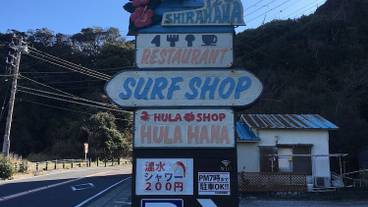 SHIRAHAMA
RESTAURANT
SURF SHOP
HULA SHOP
HULA HANA
温水
シャワー
200円
PM7時まで
駐車OK!!
P